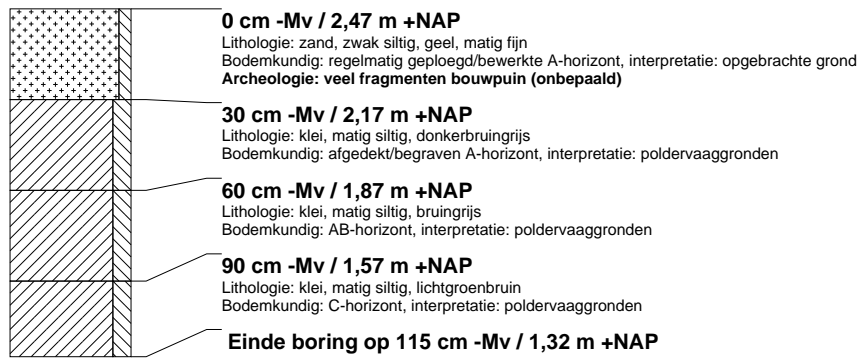 0 cm -Mv / 2,47 m +NAP
Lithologie: zand, zwak siltig, geel, matig fijn
Bodemkundig: regelmatig geploegd/bewerkte A-horizont, interpretatie: opgebrachte grond
Archeologie: veel fragmenten bouwpuin (onbepaald)
30 cm -Mv / 2,17 m +NAP
Lithologie: klei, matig siltig, donkerbruingrijs
Bodemkundig: afgedekt/begraven A-horizont, interpretatie: poldervaaggronden
60 cm -Mv / 1,87 m +NAP
Lithologie: klei, matig siltig, bruingrijs
Bodemkundig: AB-horizont, interpretatie: poldervaaggronden
90 cm -Mv / 1,57 m +NAP
Lithologie: klei, matig siltig, lichtgroenbruin
Bodemkundig: C-horizont, interpretatie: poldervaaggronden
Einde boring op 115 cm -Mv / 1,32 m +NAP